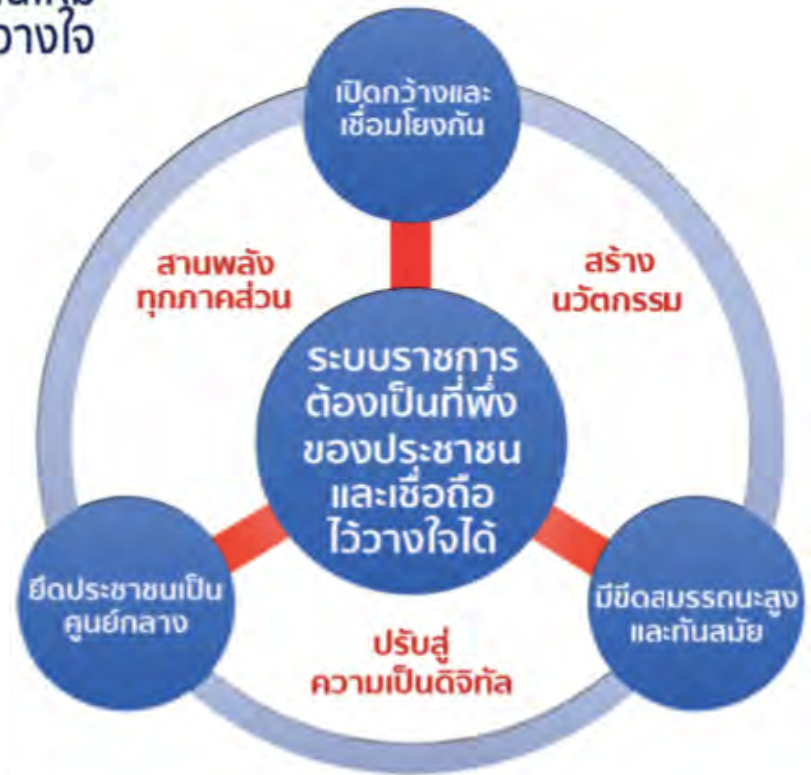 วางใจ
เปิดกว้างและ
เชื่อมโยงกัน
สานพลัง
ทุกภาคส่วน
สร้าง
นวัตกรรม
ระบบราชการ
ต้องเป็นที่พึ่ง
ของประชาชน
และเชื่อถือ
ไว้วางใจได้
ยึดประชาชนเป็น
ศูนย์กลาง
มีขีดสมรรถนะสูง
และทันสมัย
ปรับสู่
ความเป็นดิจิทัล